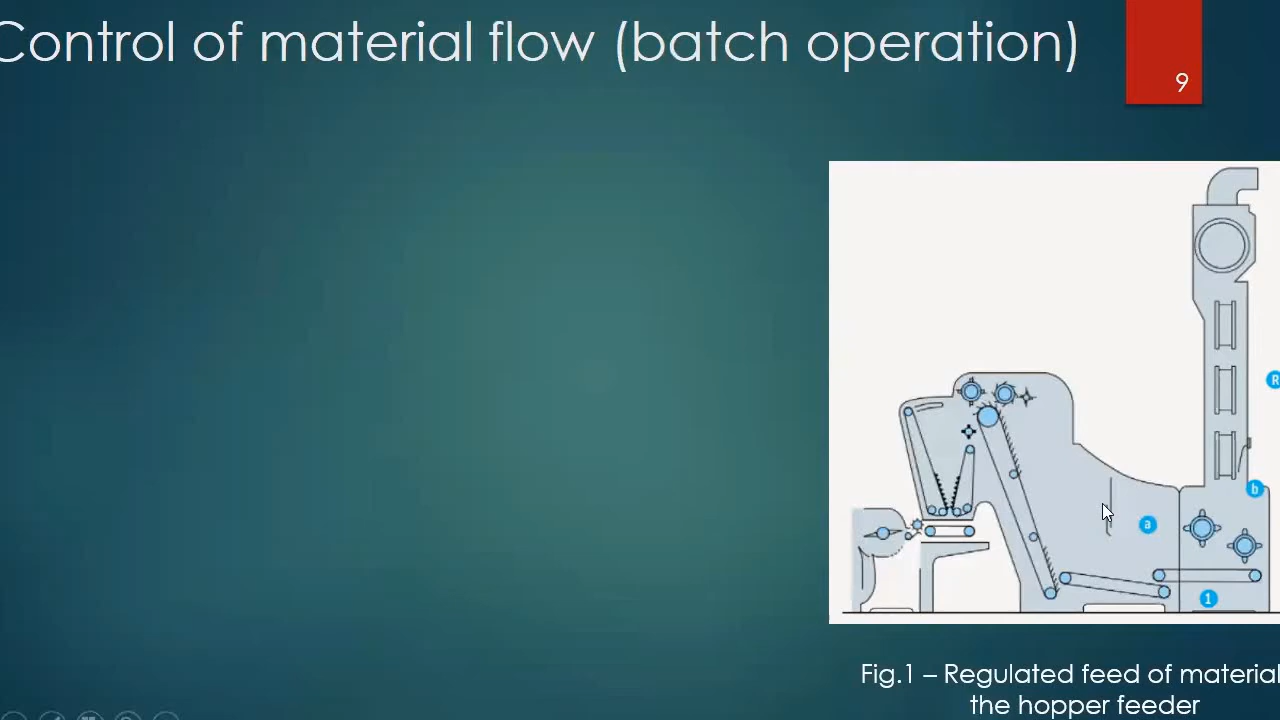 Control of material flow (batch operation)
9
R
b
a
1
Fig.1 – Regulated feed of material
the hopper feeder